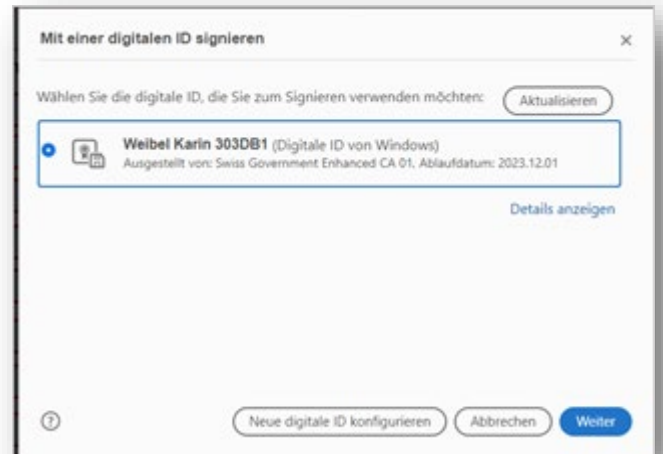 Mit einer digitalen ID signieren
Wählen Sie die digitale ID, die Sie zum Signieren verwenden möchten: Aktualisieren
Weibel Karin 303DB1 (Digitale ID von Windows)
Ausgestellt von: Swiss Government Enhanced CA 01, Ablaufdatum: 2023.12.01
Details anzeigen
Neue digitale ID konfigurieren Abbrechen Weiter